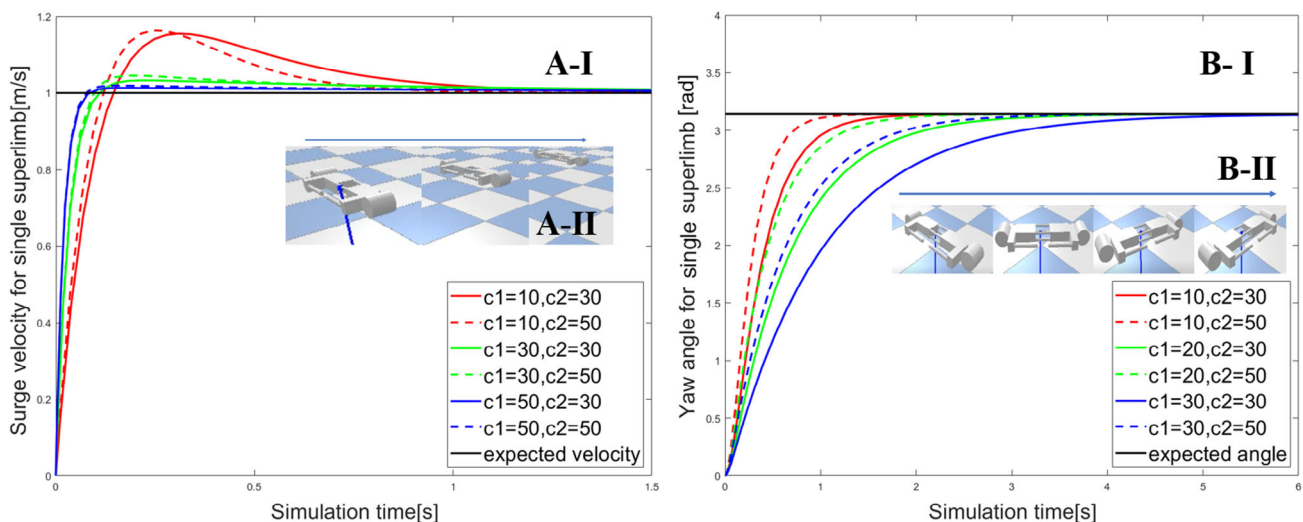 1.2
1
0.8
0.6
0.4
0.2
0
Surge velocity for single superlimb[m/s]
A-I
A-II
c1=10,c2=30
c1=10,c2=50
c1=30,c2=30
c1=30,c2=50
c1=50,c2=30
c1=50,c2=50
expected velocity
0 0.5 1 1.5
Simulation time[s]
4
3.5
3
2.5
2
1.5
1
0.5
0
Yaw angle for single superlimb [rad]
B- I
B-II
c1=10,c2=30
c1=10,c2=50
c1=20,c2=30
c1=20,c2=50
c1=30,c2=30
c1=30,c2=50
expected angle
0 1 2 3 4 5 6
Simulation time[s]